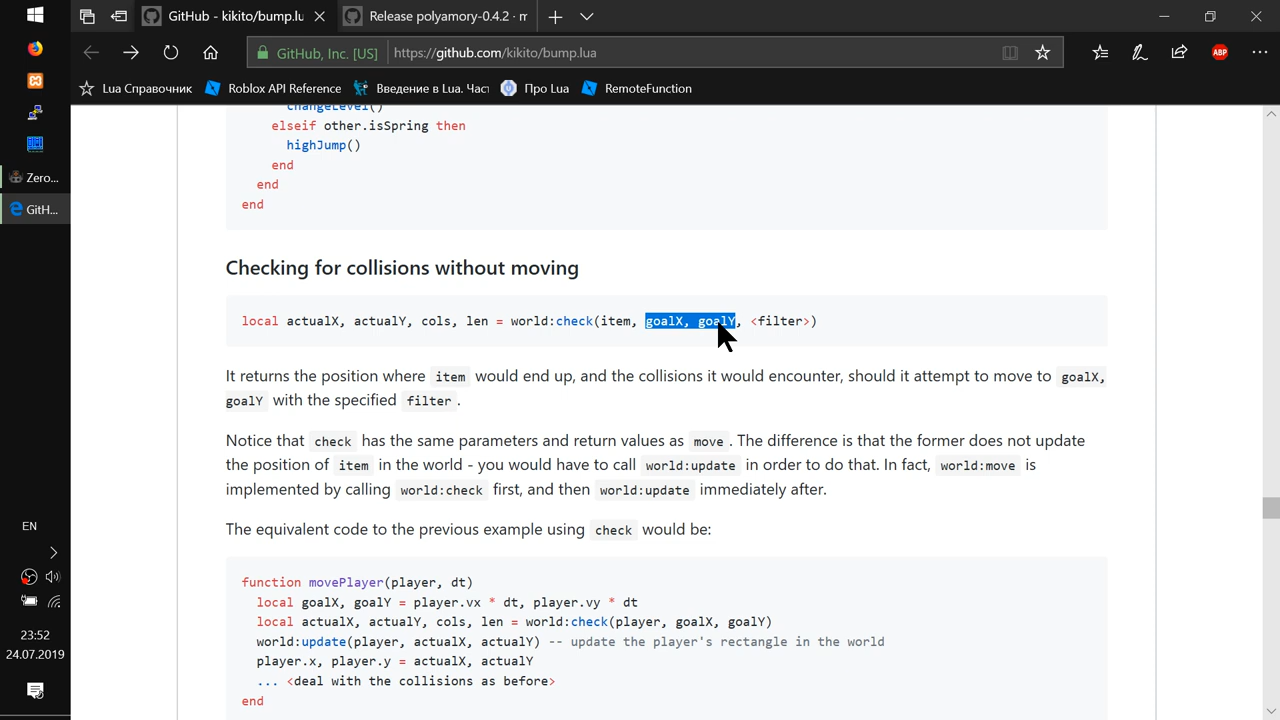 GitHub - kikito/bump.lu
Release polyamory-0.4.2 · m
GitHub, Inc. [US]
https://github.com/kikito/bump.lua
ABP
Lua Справочник
Roblox API Reference
Введение в Lua. Част
Про Lua
RemoteFunction
Zero...
GitH...
changeLevel()
elseif other.isSpring then
highJump()
end
end
end
Checking for collisions without moving
local actualX, actualY, cols, len = world:check(item, goalX, goalY, <filter>)
It returns the position where item would end up, and the collisions it would encounter, should it attempt to move to goalX,
goalY with the specified filter .
Notice that check has the same parameters and return values as move . The difference is that the former does not update
the position of item in the world - you would have to call world:update in order to do that. In fact, world:move is
implemented by calling world:check first, and then world:update immediately after.
The equivalent code to the previous example using check would be:
function movePlayer(player, dt)
local goalX, goalY = player.vx * dt, player.vy * dt
local actualX, actualY, cols, len = world:check(player, goalX, goalY)
world:update(player, actualX, actualY) -- update the player's rectangle in the world
player.x, player.y = actualX, actualY
... <deal with the collisions as before>
end
EN
23:52
24.07.2019